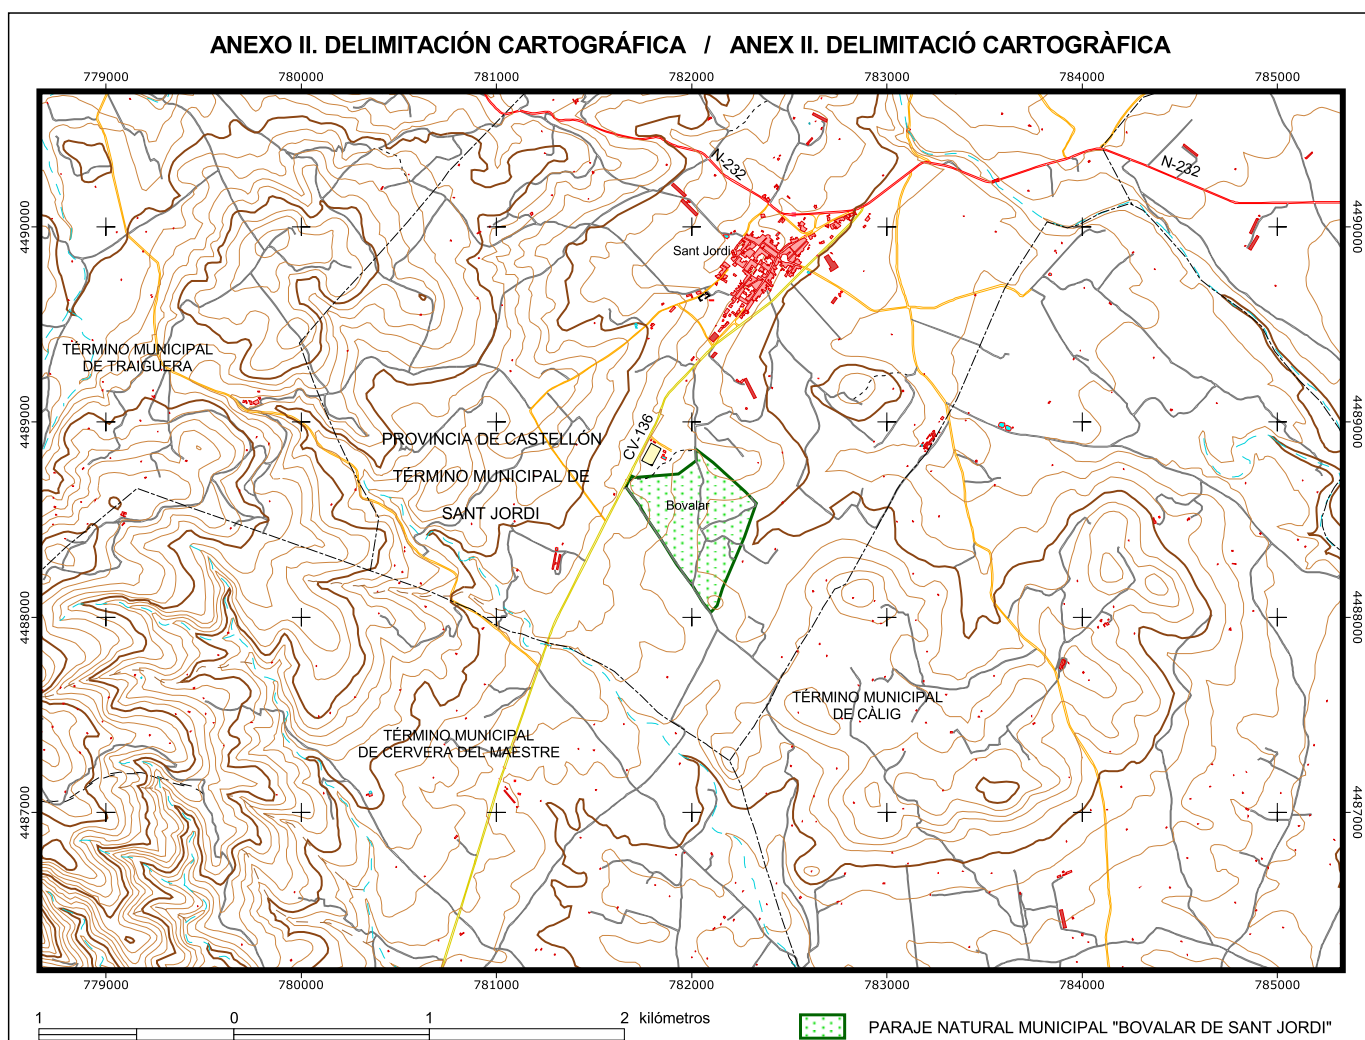 ANEXO II. DELIMITACIÓN CARTOGRÁFICA / ANEX II. DELIMITACIÓ CARTOGRÀFICA
779000 780000 781000 782000 783000 784000 785000
N-232
N-232
4490000
4490000
Sant Jordi
TÉRMINO MUNICIPAL
DE TRAIGUERA
4489000
4489000
CV-136
PROVINCIA DE CASTELLÓN
TÉRMINO MUNICIPAL DE
SANT JORDI
Bovalar
4488000
4488000
TÉRMINO MUNICIPAL
DE CÀLIG
TÉRMINO MUNICIPAL
DE CERVERA DEL MAESTRE
4487000
4487000
779000 780000 781000 782000 783000 784000 785000
1 0 1 2 kilómetros
PARAJE NATURAL MUNICIPAL "BOVALAR DE SANT JORDI"